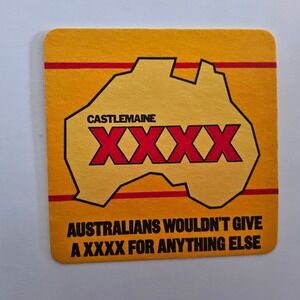 CASTLEMAINE
XXXX
AUSTRALIANS WOULDN'T GIVE
A XXXX FOR ANYTHING ELSE